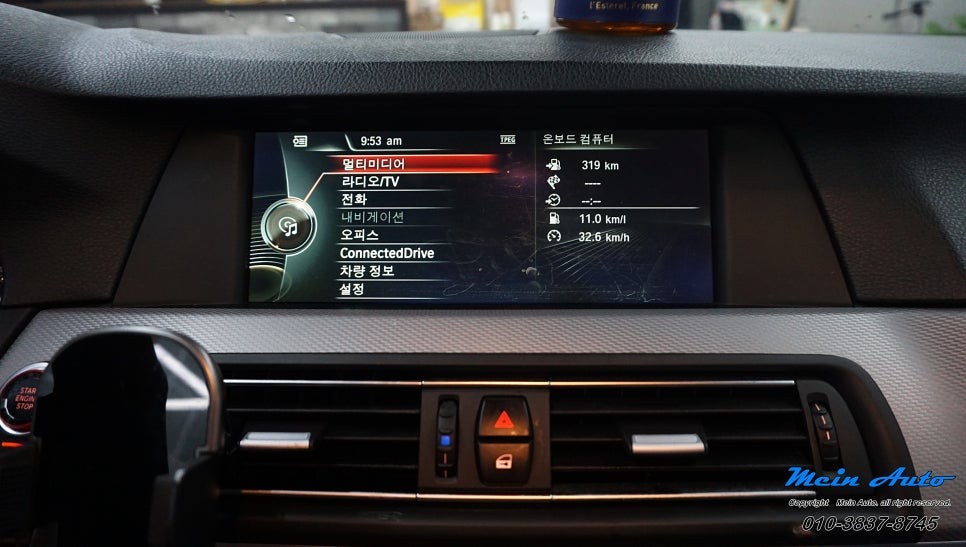 l'Esterel, France
9:53 am
TPEG
멀티미디어
라디오/TV
전화
내비게이션
오피스
ConnectedDrive
차량 정보
설정
온보드 컴퓨터
319 km
----
--:--
11.0 km/l
32.6 km/h
START
ENGINE
STOP
Mein Auto
Copyright Mein Auto. all right reserved.
010-3837-8745